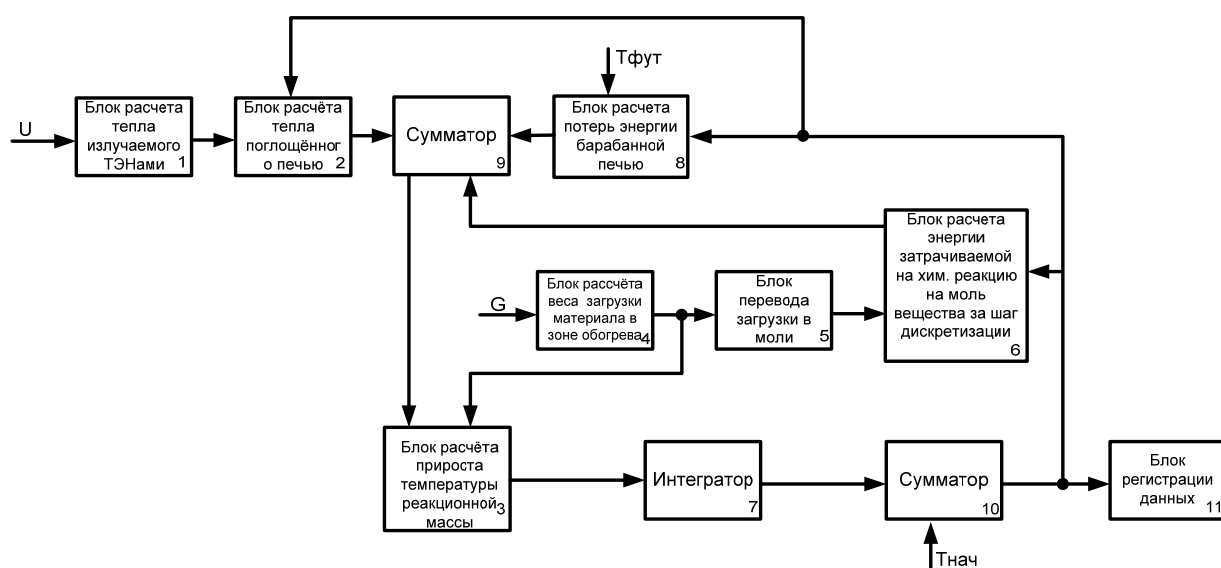 Tфут
U
Блок расчета
тепла
излучаемого
ТЭНами
1
Блок расчёта
тепла
поглощённог
о печью
2
Сумматор
9
Блок расчета
потерь энергии
барабанной
печью
8
Блок расчета
энергии
затрачиваемой
на хим. реакцию
на моль
вещества за шаг
дискретизации
6
G
Блок рассчёта
веса загрузки
материала в
зоне обогрева
4
Блок
перевода
загрузки в
моли
5
Блок расчёта
прироста
температуры
реакционной
массы
3
Интегратор
7
Сумматор
10
Блок
регистрации
данных
11
Tнач